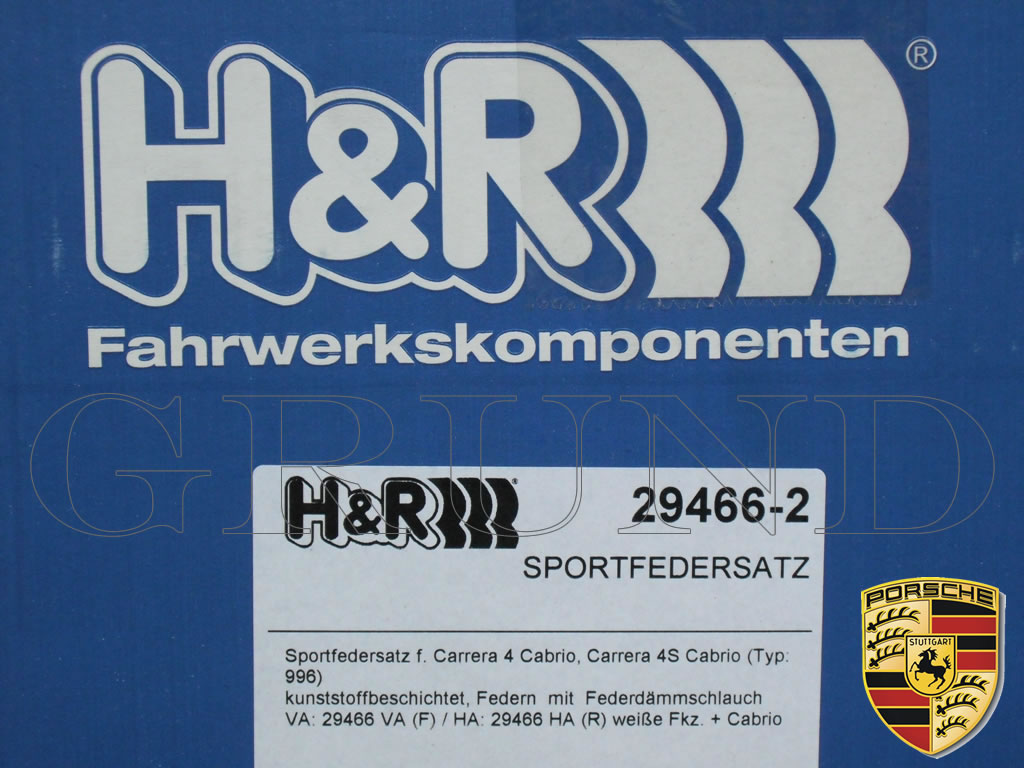 H&R®
Fahrwerkskomponenten
GRUND
H&R® 29466-2
SPORTFEDERSATZ
Sportfedersatz f. Carrera 4 Cabrio, Carrera 4S Cabrio (Typ:
996)
kunststoffbeschichtet, Federn mit Federdämmschlauch
VA: 29466 VA (F) / HA: 29466 HA (R) weiße Fkz. + Cabrio
PORSCHE
STUTTGART